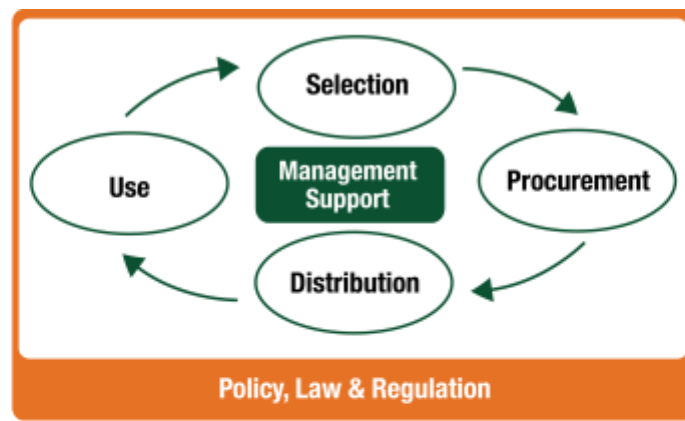 Selection
Procurement
Distribution
Use
Management
Support
Policy, Law & Regulation